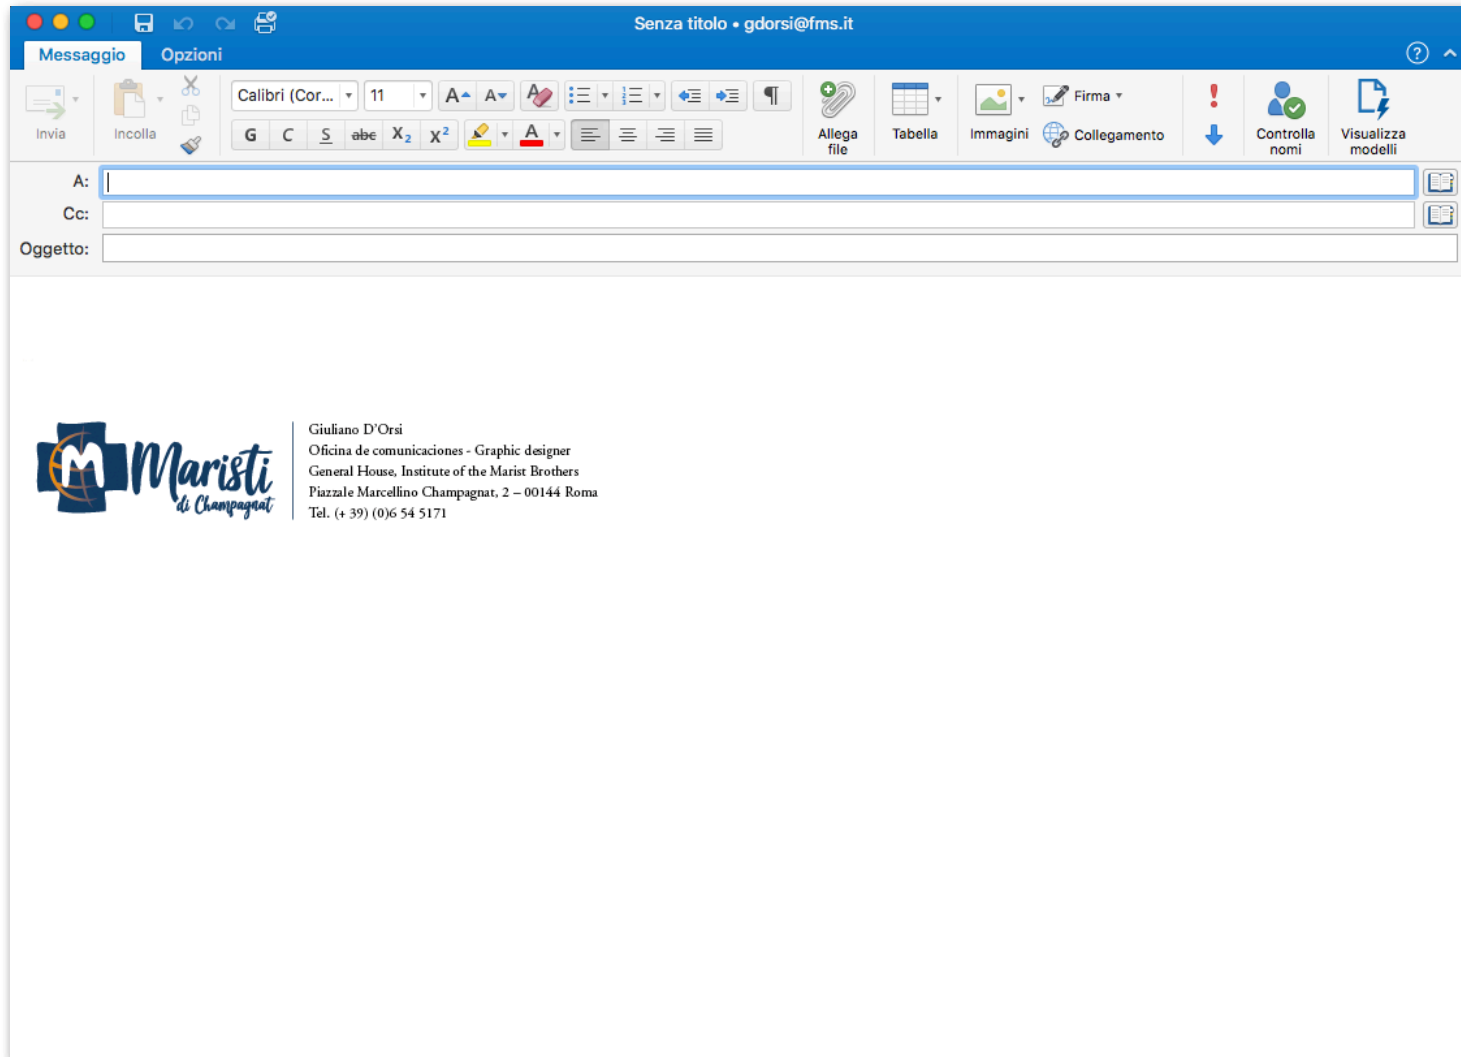 Senza titolo • gdorsi@fms.it
Messaggio Opzioni
Invia
Incolla
Calibri (Cor... 11
G C S abc X₂ X²
Allega file
Tabella
Immagini
Firma
Collegamento
Controlla nomi
Visualizza modelli
A:
Cc:
Oggetto:
M Maristi
di Champagnat
Giuliano D'Orsi
Oficina de comunicaciones - Graphic designer
General House, Institute of the Marist Brothers
Piazzale Marcellino Champagnat, 2 – 00144 Roma
Tel. (+ 39) (0)6 54 5171